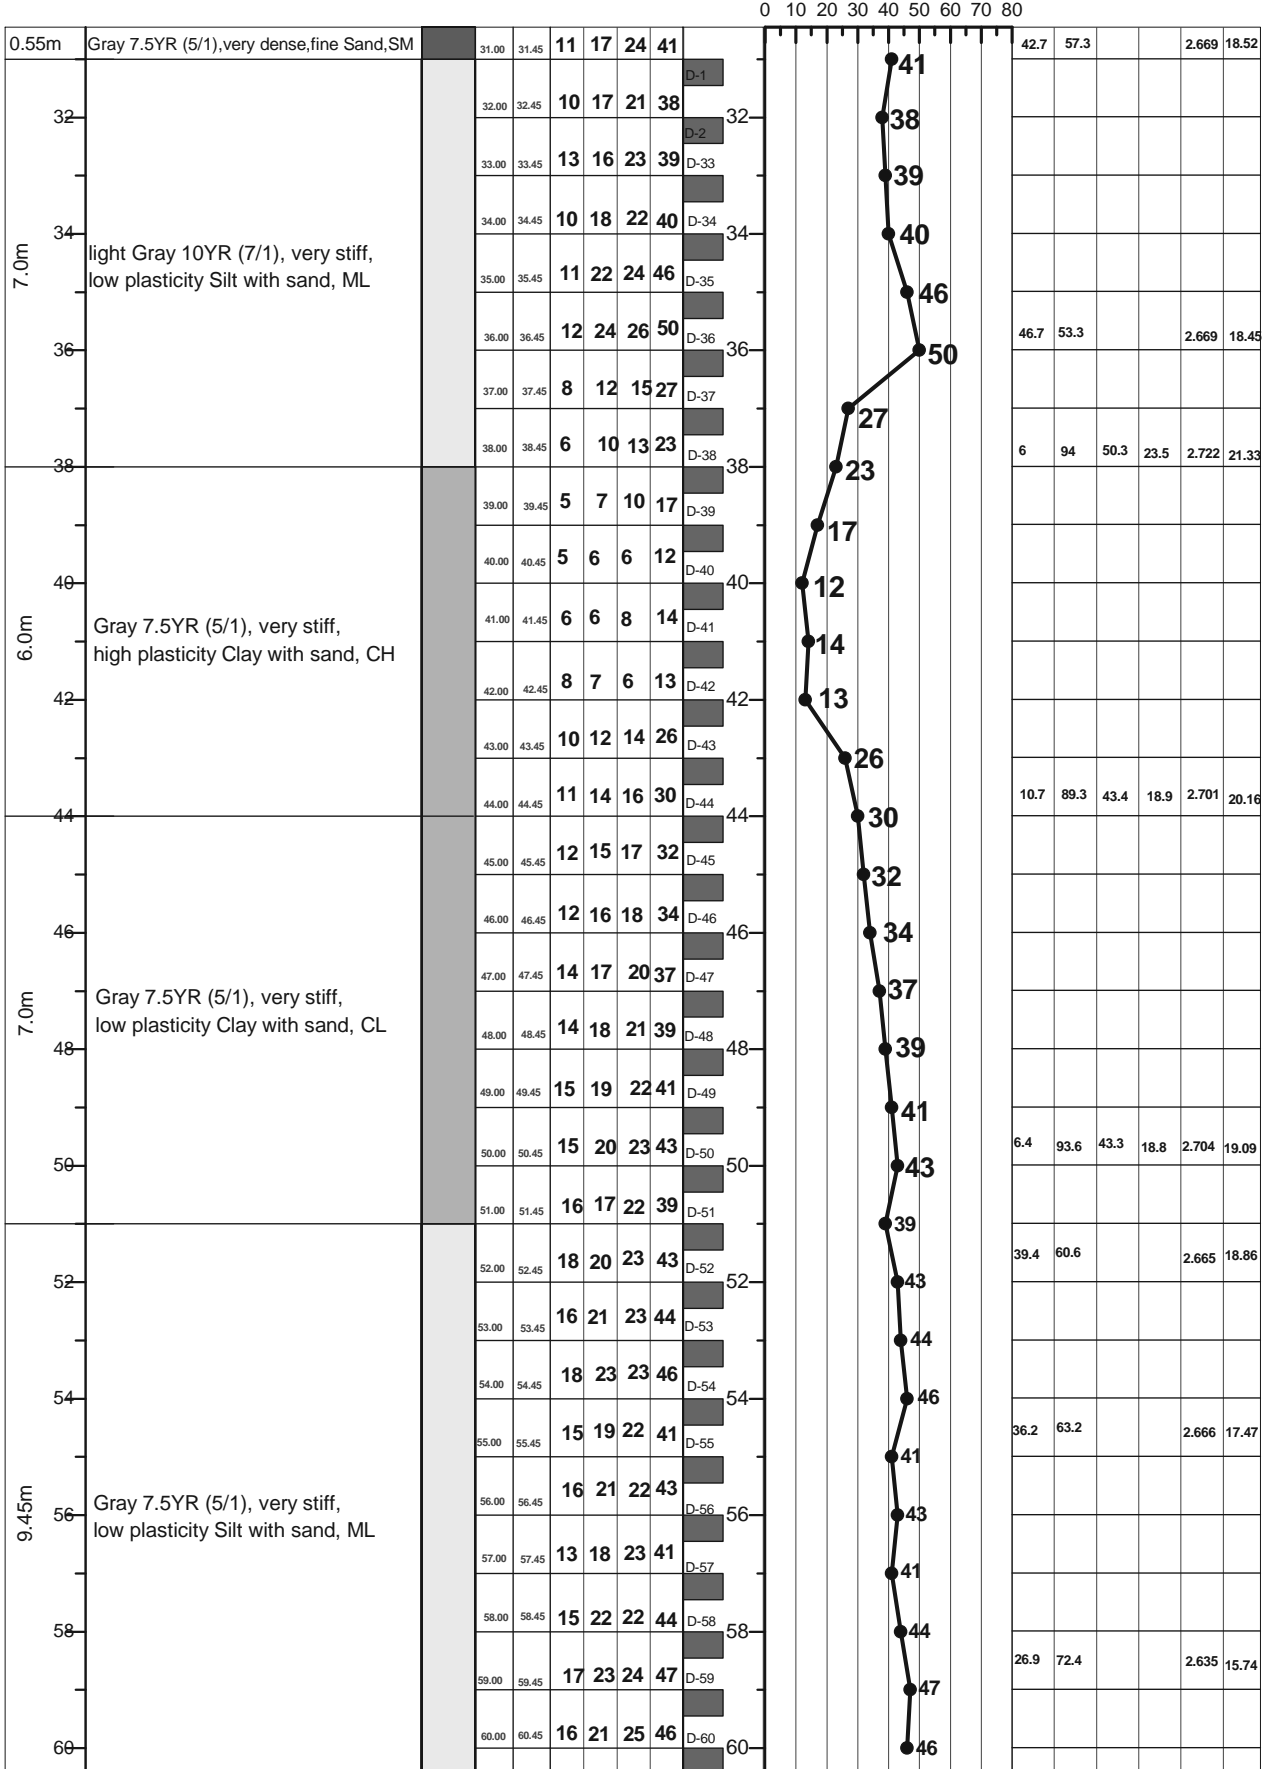 0 10 20 30 40 50 60 70 80
0.55m Gray 7.5YR (5/1),very dense,fine Sand,SM 31.00 31.45 11 17 24 41 42.7 57.3 2.669 18.52
41
D-1
32.00 32.45 10 17 21 38
32 32 38
D-2
33.00 33.45 13 16 23 39 D-33
39
34.00 34.45 10 18 22 40 D-34
34 34 40
7.0m
light Gray 10YR (7/1), very stiff,
low plasticity Silt with sand, ML
35.00 35.45 11 22 24 46 D-35
46
36.00 36.45 12 24 26 50 D-36 46.7 53.3 2.669 18.45
36 36 50
37.00 37.45 8 12 15 27 D-37
27
38.00 38.45 6 10 13 23 D-38 6 94 50.3 23.5 2.722 21.33
38 38 23
39.00 39.45 5 7 10 17 D-39
17
40.00 40.45 5 6 6 12 D-40
40 40 12
41.00 41.45 6 6 8 14 D-41
6.0m
Gray 7.5YR (5/1), very stiff,
high plasticity Clay with sand, CH
14
42.00 42.45 8 7 6 13 D-42
42 42 13
43.00 43.45 10 12 14 26 D-43
26
44.00 44.45 11 14 16 30 D-44 10.7 89.3 43.4 18.9 2.701 20.16
44 44 30
45.00 45.45 12 15 17 32 D-45
32
46.00 46.45 12 16 18 34 D-46
46 46 34
47.00 47.45 14 17 20 37 D-47
37
7.0m
Gray 7.5YR (5/1), very stiff,
low plasticity Clay with sand, CL
48.00 48.45 14 18 21 39 D-48
48 48 39
49.00 49.45 15 19 22 41 D-49
41
50.00 50.45 15 20 23 43 D-50 6.4 93.6 43.3 18.8 2.704 19.09
50 50 43
51.00 51.45 16 17 22 39 D-51
39
52.00 52.45 18 20 23 43 D-52 39.4 60.6 2.665 18.86
52 52 43
53.00 53.45 16 21 23 44 D-53
44
54.00 54.45 18 23 23 46 D-54
54 54 46
55.00 55.45 15 19 22 41 D-55 36.2 63.2 2.666 17.47
41
56.00 56.45 16 21 22 43 D-56
9.45m
Gray 7.5YR (5/1), very stiff,
low plasticity Silt with sand, ML
56 56 43
57.00 57.45 13 18 23 41 D-57
41
58.00 58.45 15 22 22 44 D-58
58 58 44
59.00 59.45 17 23 24 47 D-59 26.9 72.4 2.635 15.74
47
60.00 60.45 16 21 25 46 D-60
60 60 46